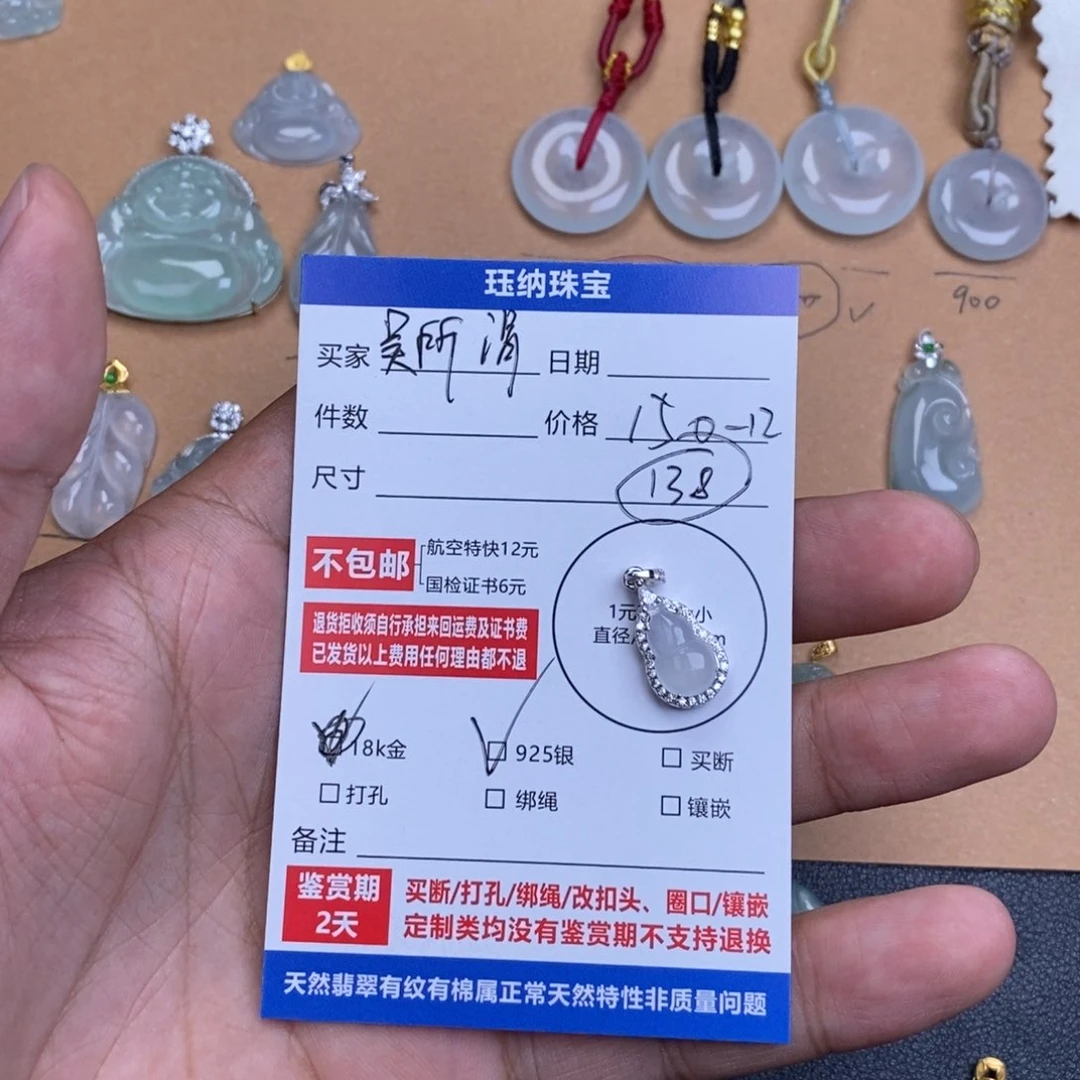 珏纳珠宝
买家 吴所谓 日期
件数 价格 150-12
尺寸 138
不包邮 航空特快12元
国检证书6元
退货拒收须自行承担来回运费及证书费
已发货以上费用任何理由都不退
1元 小
直径 m
18k金 925银 买断
打孔 绑绳 镶嵌
备注
鉴赏期
2天
买断/打孔/绑绳/改扣头、圈口/镶嵌
定制类均没有鉴赏期不支持退换
天然翡翠有纹有棉属正常天然特性非质量问题
900